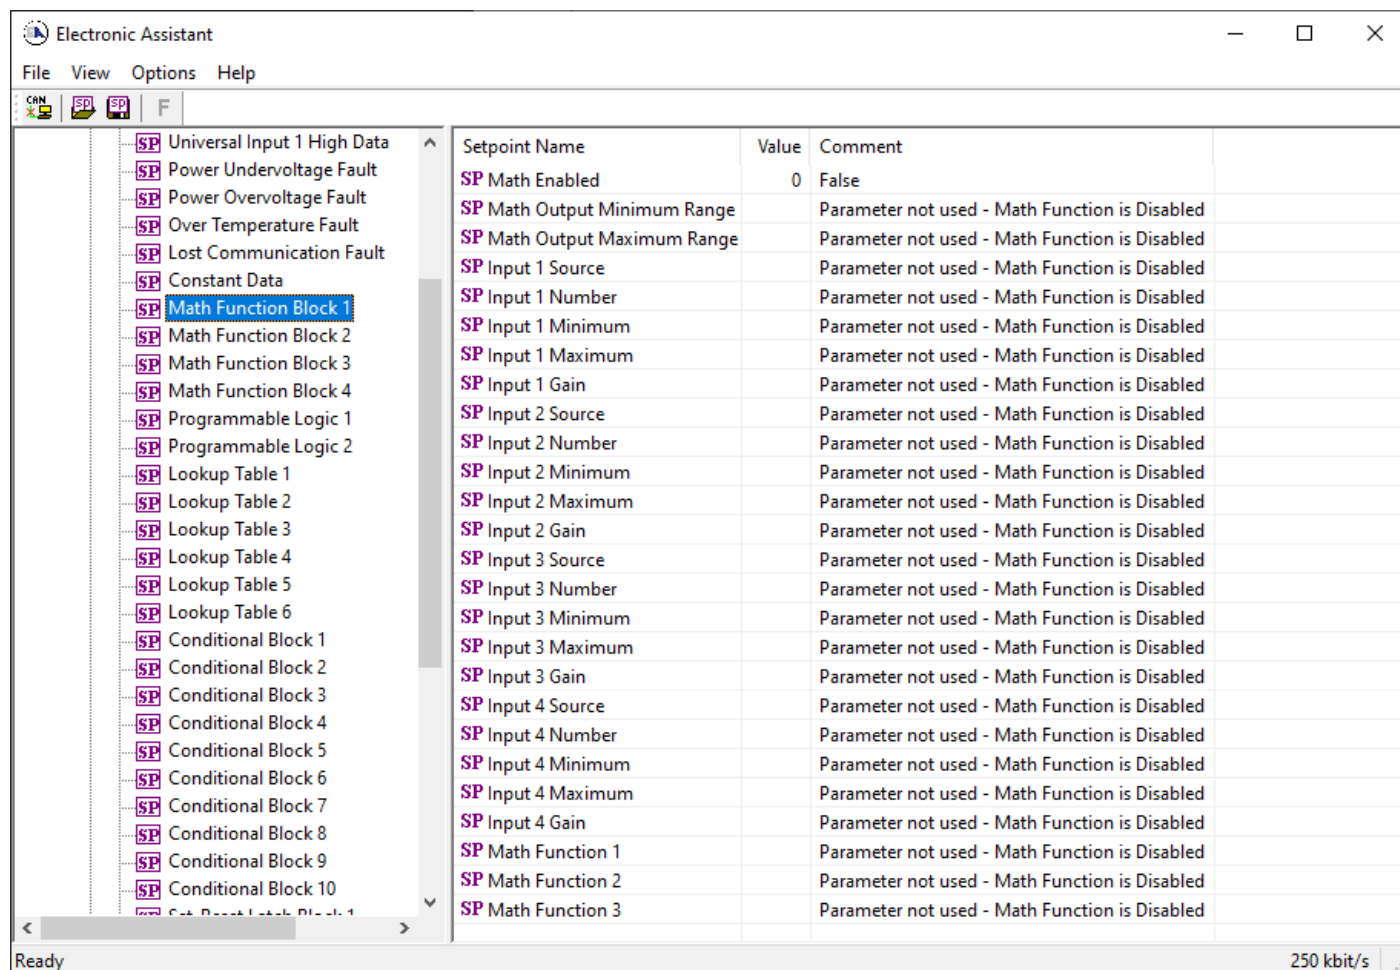 Electronic Assistant
File View Options Help
CAN SP SP F
SP Universal Input 1 High Data
SP Power Undervoltage Fault
SP Power Overvoltage Fault
SP Over Temperature Fault
SP Lost Communication Fault
SP Constant Data
SP Math Function Block 1
SP Math Function Block 2
SP Math Function Block 3
SP Math Function Block 4
SP Programmable Logic 1
SP Programmable Logic 2
SP Lookup Table 1
SP Lookup Table 2
SP Lookup Table 3
SP Lookup Table 4
SP Lookup Table 5
SP Lookup Table 6
SP Conditional Block 1
SP Conditional Block 2
SP Conditional Block 3
SP Conditional Block 4
SP Conditional Block 5
SP Conditional Block 6
SP Conditional Block 7
SP Conditional Block 8
SP Conditional Block 9
SP Conditional Block 10
SP Set-Reset Latch Block 1
Setpoint Name Value Comment
SP Math Enabled 0 False
SP Math Output Minimum Range Parameter not used - Math Function is Disabled
SP Math Output Maximum Range Parameter not used - Math Function is Disabled
SP Input 1 Source Parameter not used - Math Function is Disabled
SP Input 1 Number Parameter not used - Math Function is Disabled
SP Input 1 Minimum Parameter not used - Math Function is Disabled
SP Input 1 Maximum Parameter not used - Math Function is Disabled
SP Input 1 Gain Parameter not used - Math Function is Disabled
SP Input 2 Source Parameter not used - Math Function is Disabled
SP Input 2 Number Parameter not used - Math Function is Disabled
SP Input 2 Minimum Parameter not used - Math Function is Disabled
SP Input 2 Maximum Parameter not used - Math Function is Disabled
SP Input 2 Gain Parameter not used - Math Function is Disabled
SP Input 3 Source Parameter not used - Math Function is Disabled
SP Input 3 Number Parameter not used - Math Function is Disabled
SP Input 3 Minimum Parameter not used - Math Function is Disabled
SP Input 3 Maximum Parameter not used - Math Function is Disabled
SP Input 3 Gain Parameter not used - Math Function is Disabled
SP Input 4 Source Parameter not used - Math Function is Disabled
SP Input 4 Number Parameter not used - Math Function is Disabled
SP Input 4 Minimum Parameter not used - Math Function is Disabled
SP Input 4 Maximum Parameter not used - Math Function is Disabled
SP Input 4 Gain Parameter not used - Math Function is Disabled
SP Math Function 1 Parameter not used - Math Function is Disabled
SP Math Function 2 Parameter not used - Math Function is Disabled
SP Math Function 3 Parameter not used - Math Function is Disabled
Ready 250 kbit/s